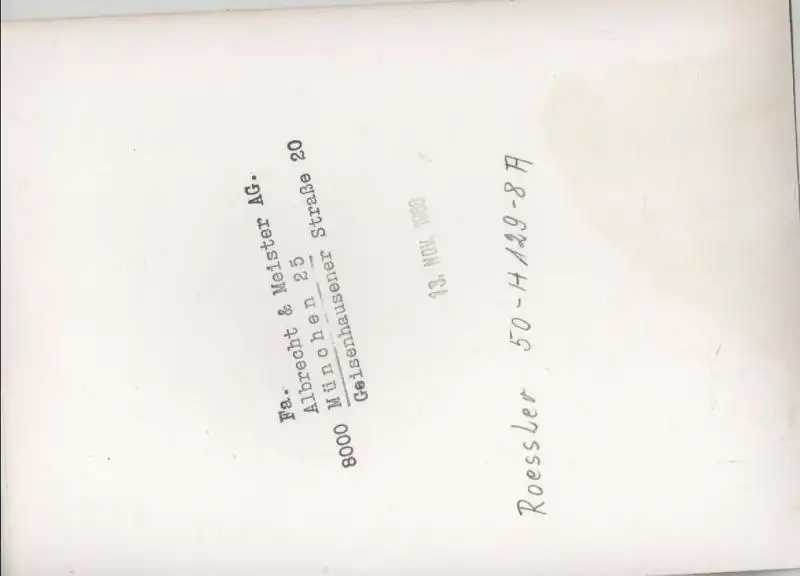 Fa.
Albrecht & Meister AG.
8000 München 25
Geisenhausener Straße 20
13. NOV. 
Roessler 50-H129-8A